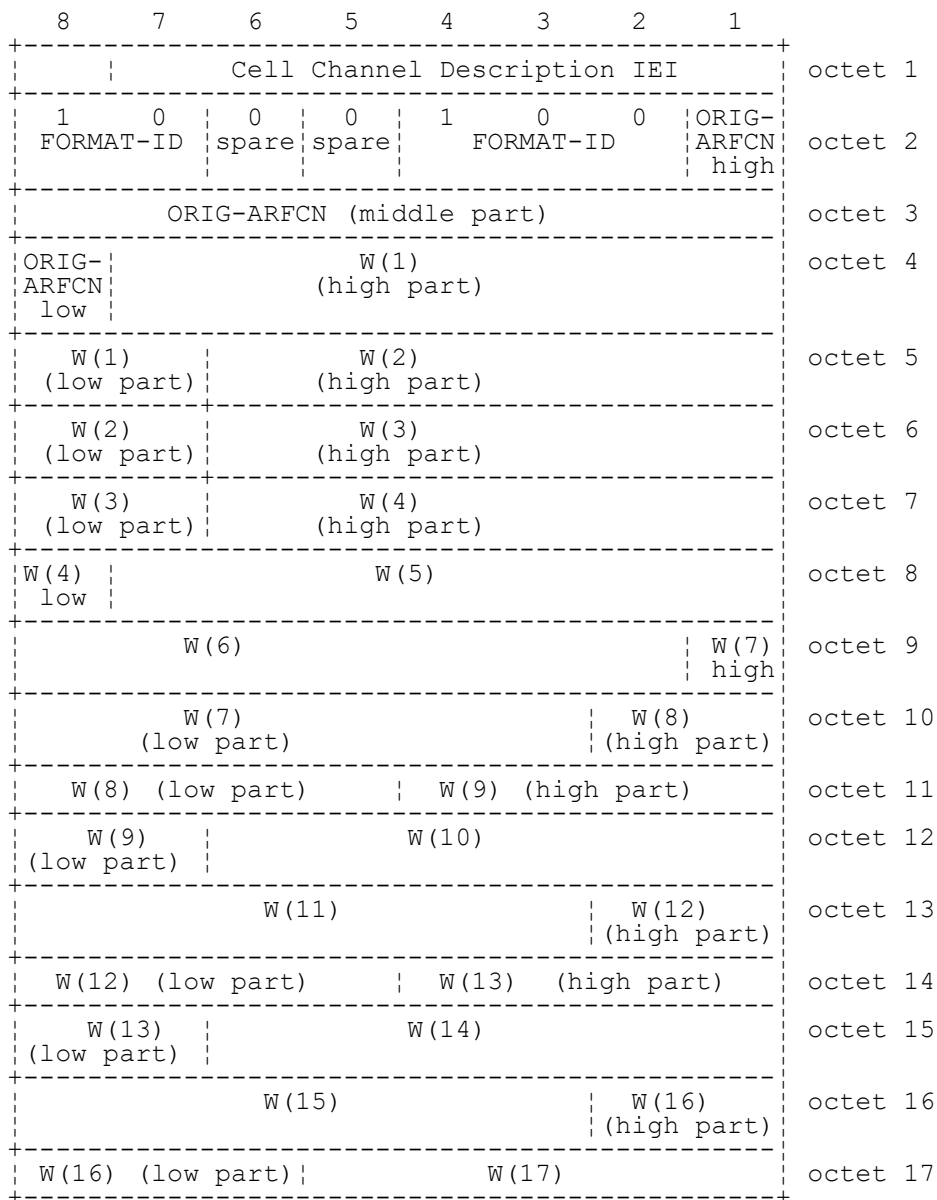 8 7 6 5 4 3 2 1
Cell Channel Description IEI octet 1
1 0 0 0 1 0 0 ORIG-
FORMAT-ID spare spare FORMAT-ID ARFCN octet 2
high
ORIG-ARFCN (middle part) octet 3
ORIG- W(1) octet 4
ARFCN (high part)
low
W(1) W(2) octet 5
(low part) (high part)
W(2) W(3) octet 6
(low part) (high part)
W(3) W(4) octet 7
(low part) (high part)
W(4) W(5) octet 8
low
W(6) W(7) octet 9
high
W(7) W(8) octet 10
(low part) (high part)
W(8) (low part) W(9) (high part) octet 11
W(9) W(10) octet 12
(low part)
W(11) W(12) octet 13
(high part)
W(12) (low part) W(13) (high part) octet 14
W(13) W(14) octet 15
(low part)
W(15) W(16) octet 16
(high part)
W(16) (low part) W(17) octet 17